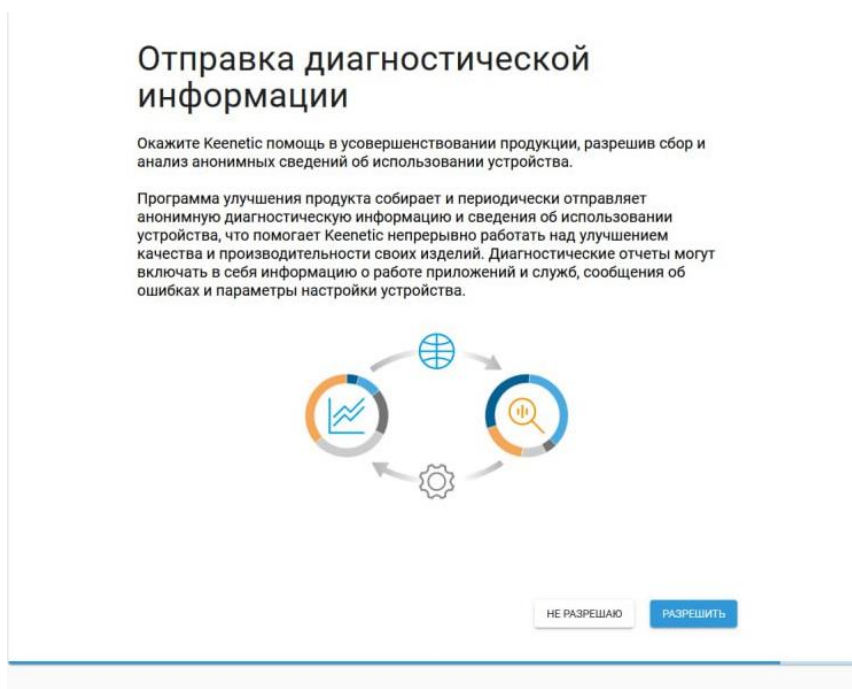 Отправка диагностической
информации
Окажите Keenetic помощь в усовершенствовании продукции, разрешив сбор и
анализ анонимных сведений об использовании устройства.
Программа улучшения продукта собирает и периодически отправляет
анонимную диагностическую информацию и сведения об использовании
устройства, что помогает Keenetic непрерывно работать над улучшением
качества и производительности своих изделий. Диагностические отчеты могут
включать в себя информацию о работе приложений и служб, сообщения об
ошибках и параметры настройки устройства.
НЕ РАЗРЕШАЮ
РАЗРЕШИТЬ